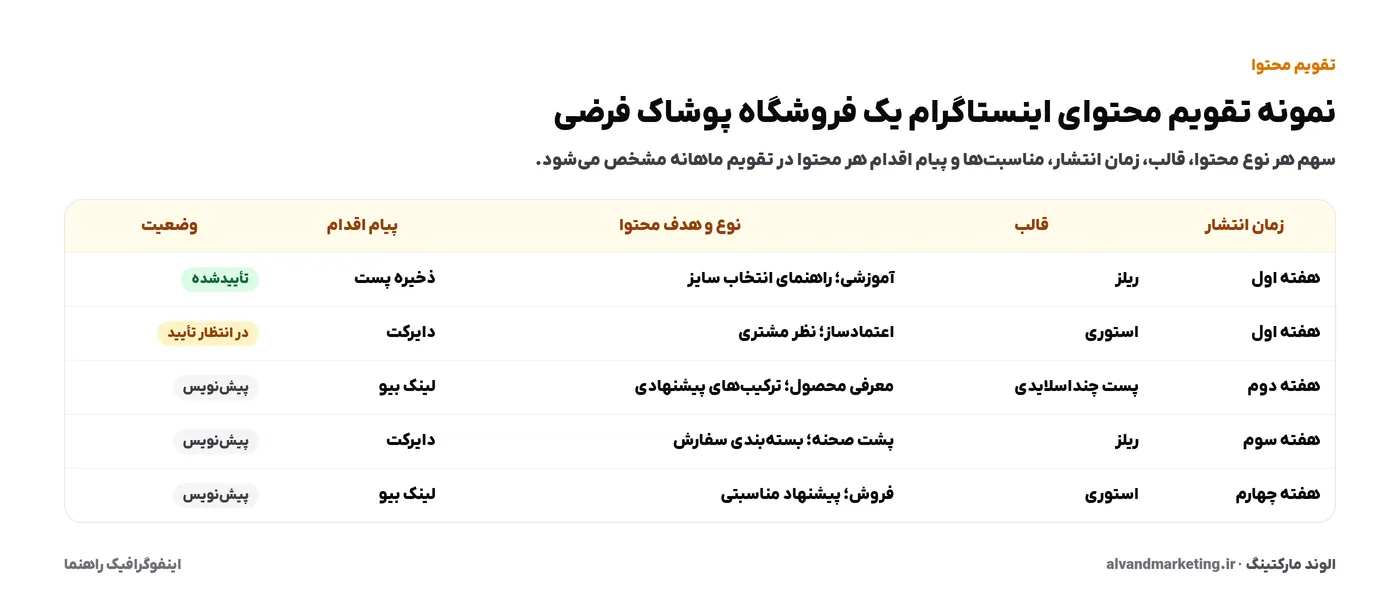 تقویم محتوا
نمونه تقویم محتوای اینستاگرام یک فروشگاه پوشاک فرضی
سهم هر نوع محتوا، قالب، زمان انتشار، مناسبت‌ها و پیام اقدام هر محتوا در تقویم ماهانه مشخص می‌شود.
زمان انتشار قالب نوع و هدف محتوا پیام اقدام وضعیت
هفته اول ریلز آموزشی؛ راهنمای انتخاب سایز ذخیره پست تأییدشده
هفته اول استوری اعتمادساز؛ نظر مشتری دایرکت در انتظار تأیید
هفته دوم پست چنداسلایدی معرفی محصول؛ ترکیب‌های پیشنهادی لینک بیو پیش‌نویس
هفته سوم ریلز پشت صحنه؛ بسته‌بندی سفارش دایرکت پیش‌نویس
هفته چهارم استوری فروش؛ پیشنهاد مناسبتی لینک بیو پیش‌نویس
الوند مارکتینگ · alvandmarketing.ir اینفوگرافیک راهنما